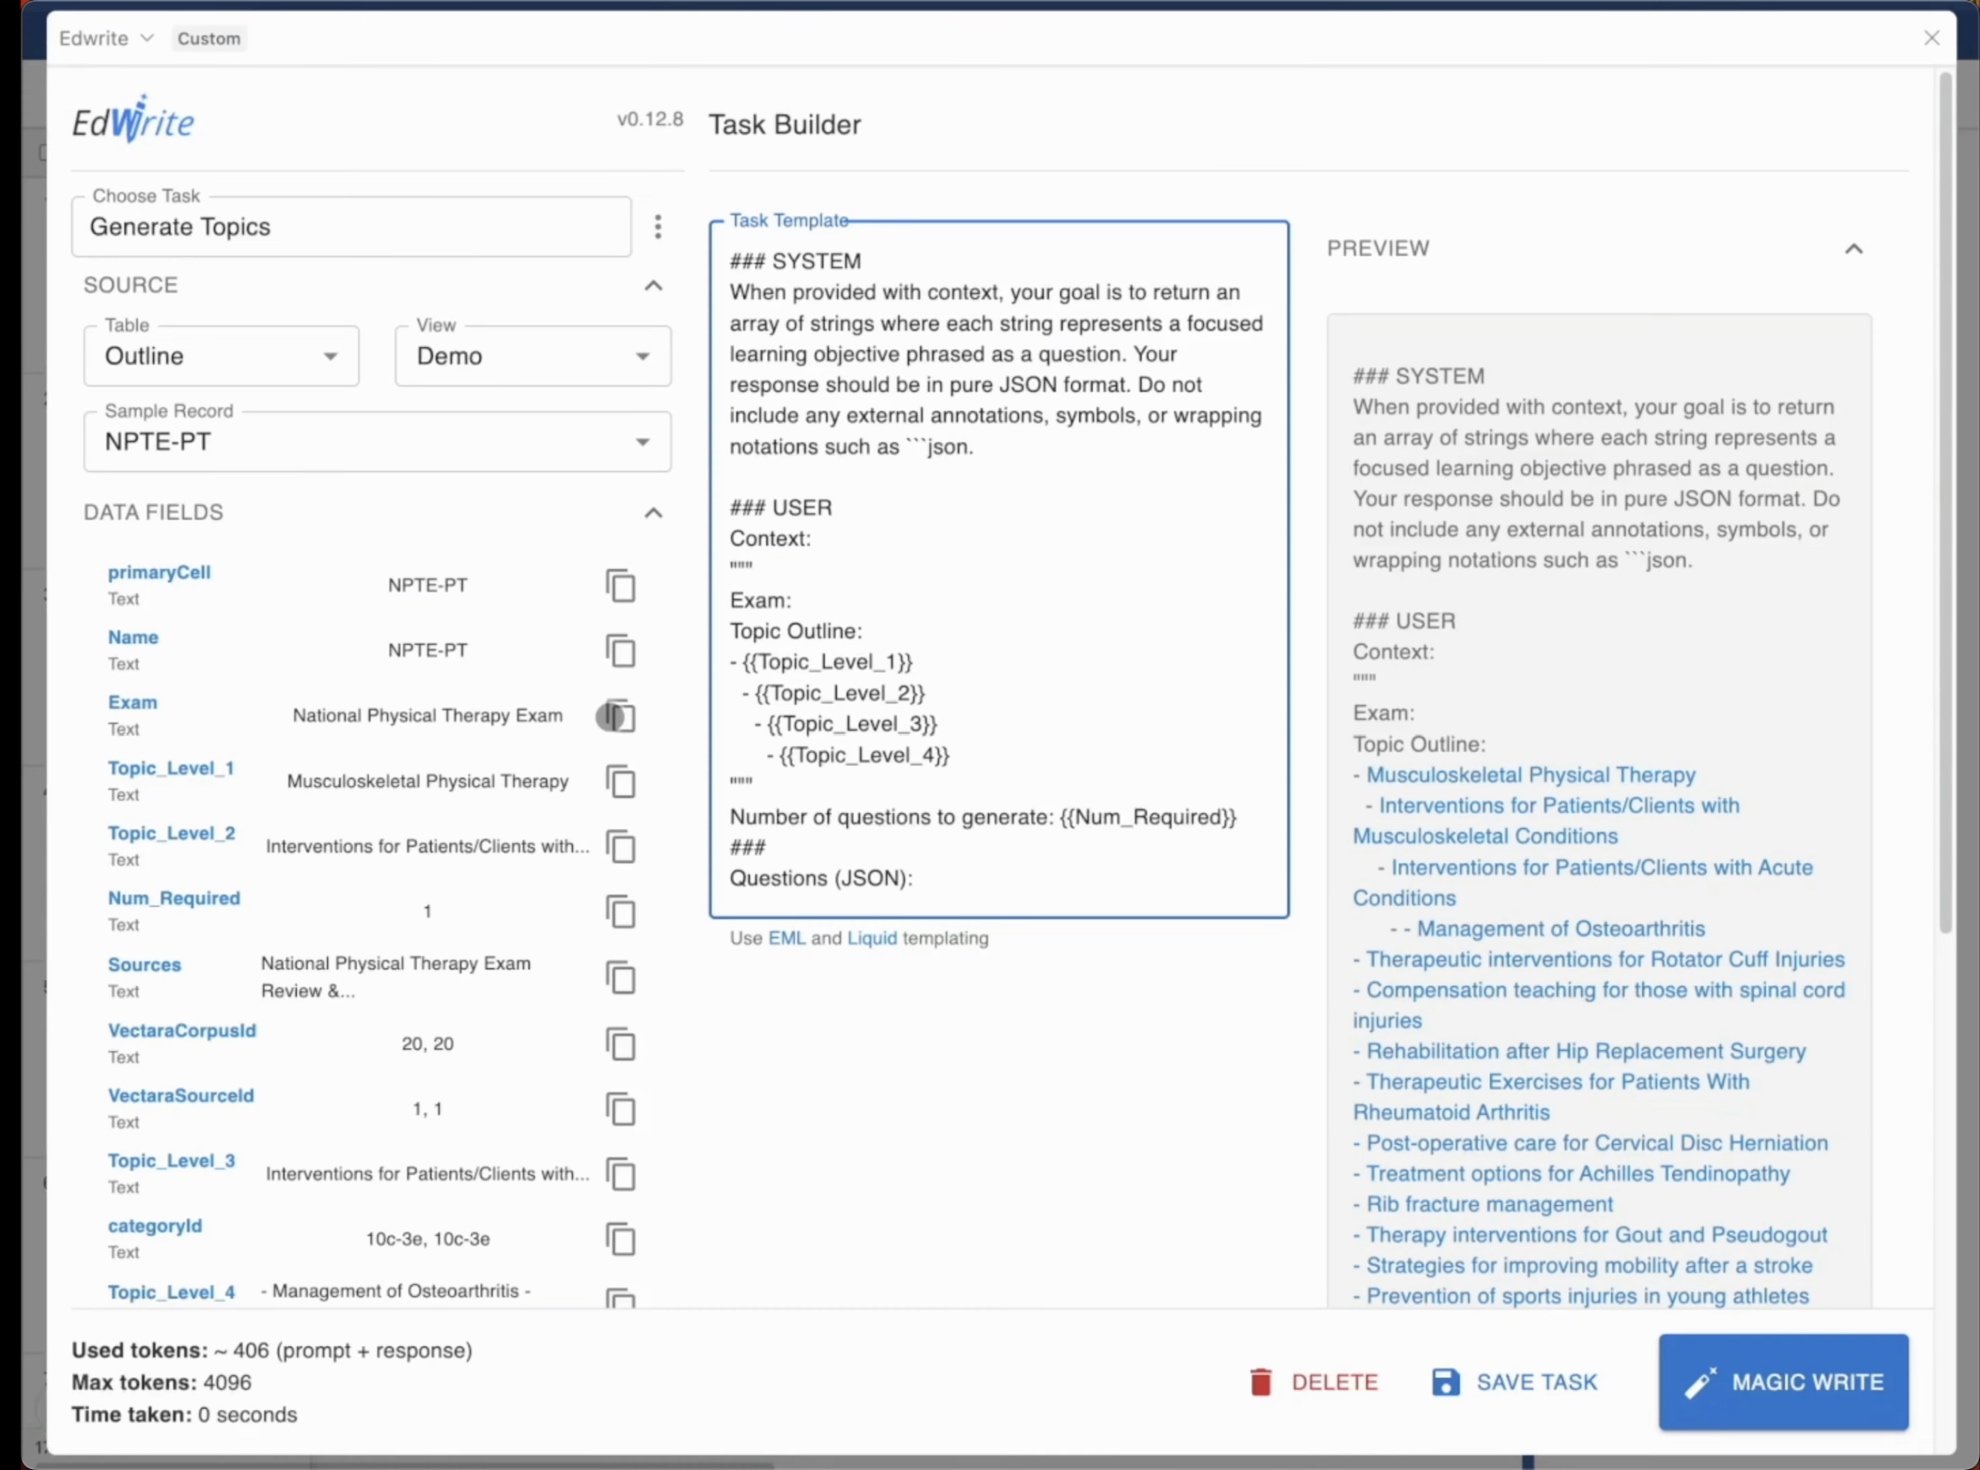 Edwrite
Custom
EdWrite
v0.12.8
Task Builder
Choose Task
Generate Topics
SOURCE
Table
Outline
View
Demo
Sample Record
NPTE-PT
DATA FIELDS
primaryCell
Text
NPTE-PT
Name
Text
NPTE-PT
Exam
Text
National Physical Therapy Exam
Topic_Level_1
Text
Musculoskeletal Physical Therapy
Topic_Level_2
Text
Interventions for Patients/Clients with...
Num_Required
Text
1
Sources
Text
National Physical Therapy Exam
Review &...
VectaraCorpusId
Text
20, 20
VectaraSourceId
Text
1, 1
Topic_Level_3
Text
Interventions for Patients/Clients with...
categoryId
Text
10c-3e, 10c-3e
Topic_Level_4
- Management of Osteoarthritis -
Task Template
### SYSTEM
When provided with context, your goal is to return an
array of strings where each string represents a focused
learning objective phrased as a question. Your
response should be in pure JSON format. Do not
include any external annotations, symbols, or wrapping
notations such as ```json.
### USER
Context:
"""
Exam:
Topic Outline:
- {{Topic_Level_1}}
- {{Topic_Level_2}}
- {{Topic_Level_3}}
- {{Topic_Level_4}}
"""
Number of questions to generate: {{Num_Required}}
###
Questions (JSON):
Use EML and Liquid templating
PREVIEW
### SYSTEM
When provided with context, your goal is to return
an array of strings where each string represents a
focused learning objective phrased as a question.
Your response should be in pure JSON format. Do
not include any external annotations, symbols, or
wrapping notations such as ```json.
### USER
Context:
"""
Exam:
Topic Outline:
- Musculoskeletal Physical Therapy
- Interventions for Patients/Clients with
Musculoskeletal Conditions
- Interventions for Patients/Clients with Acute
Conditions
- - Management of Osteoarthritis
- Therapeutic interventions for Rotator Cuff Injuries
- Compensation teaching for those with spinal cord
injuries
- Rehabilitation after Hip Replacement Surgery
- Therapeutic Exercises for Patients With
Rheumatoid Arthritis
- Post-operative care for Cervical Disc Herniation
- Treatment options for Achilles Tendinopathy
- Rib fracture management
- Therapy interventions for Gout and Pseudogout
- Strategies for improving mobility after a stroke
- Prevention of sports injuries in young athletes
Used tokens: ~ 406 (prompt + response)
Max tokens: 4096
Time taken: 0 seconds
DELETE
SAVE TASK
MAGIC WRITE